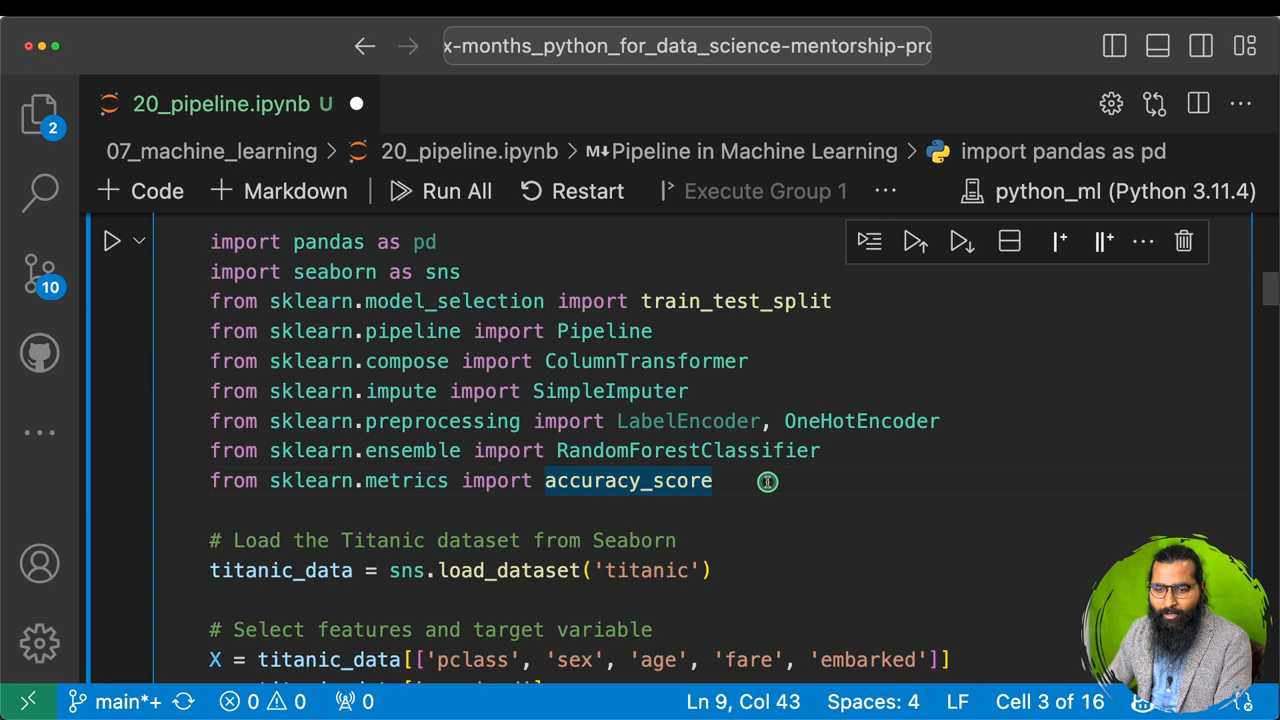 x-months_python_for_data_science-mentorship-pro
20_pipeline.ipynb U
07_machine_learning > 20_pipeline.ipynb > M↓Pipeline in Machine Learning > import pandas as pd
+ Code + Markdown | Run All Restart Execute Group 1 ··· python_ml (Python 3.11.4)
2
10
import pandas as pd
import seaborn as sns
from sklearn.model_selection import train_test_split
from sklearn.pipeline import Pipeline
from sklearn.compose import ColumnTransformer
from sklearn.impute import SimpleImputer
from sklearn.preprocessing import LabelEncoder, OneHotEncoder
from sklearn.ensemble import RandomForestClassifier
from sklearn.metrics import accuracy_score
# Load the Titanic dataset from Seaborn
titanic_data = sns.load_dataset('titanic')
# Select features and target variable
X = titanic_data[['pclass', 'sex', 'age', 'fare', 'embarked']]
main*+ 0 0 0 Ln 9, Col 43 Spaces: 4 LF Cell 3 of 16